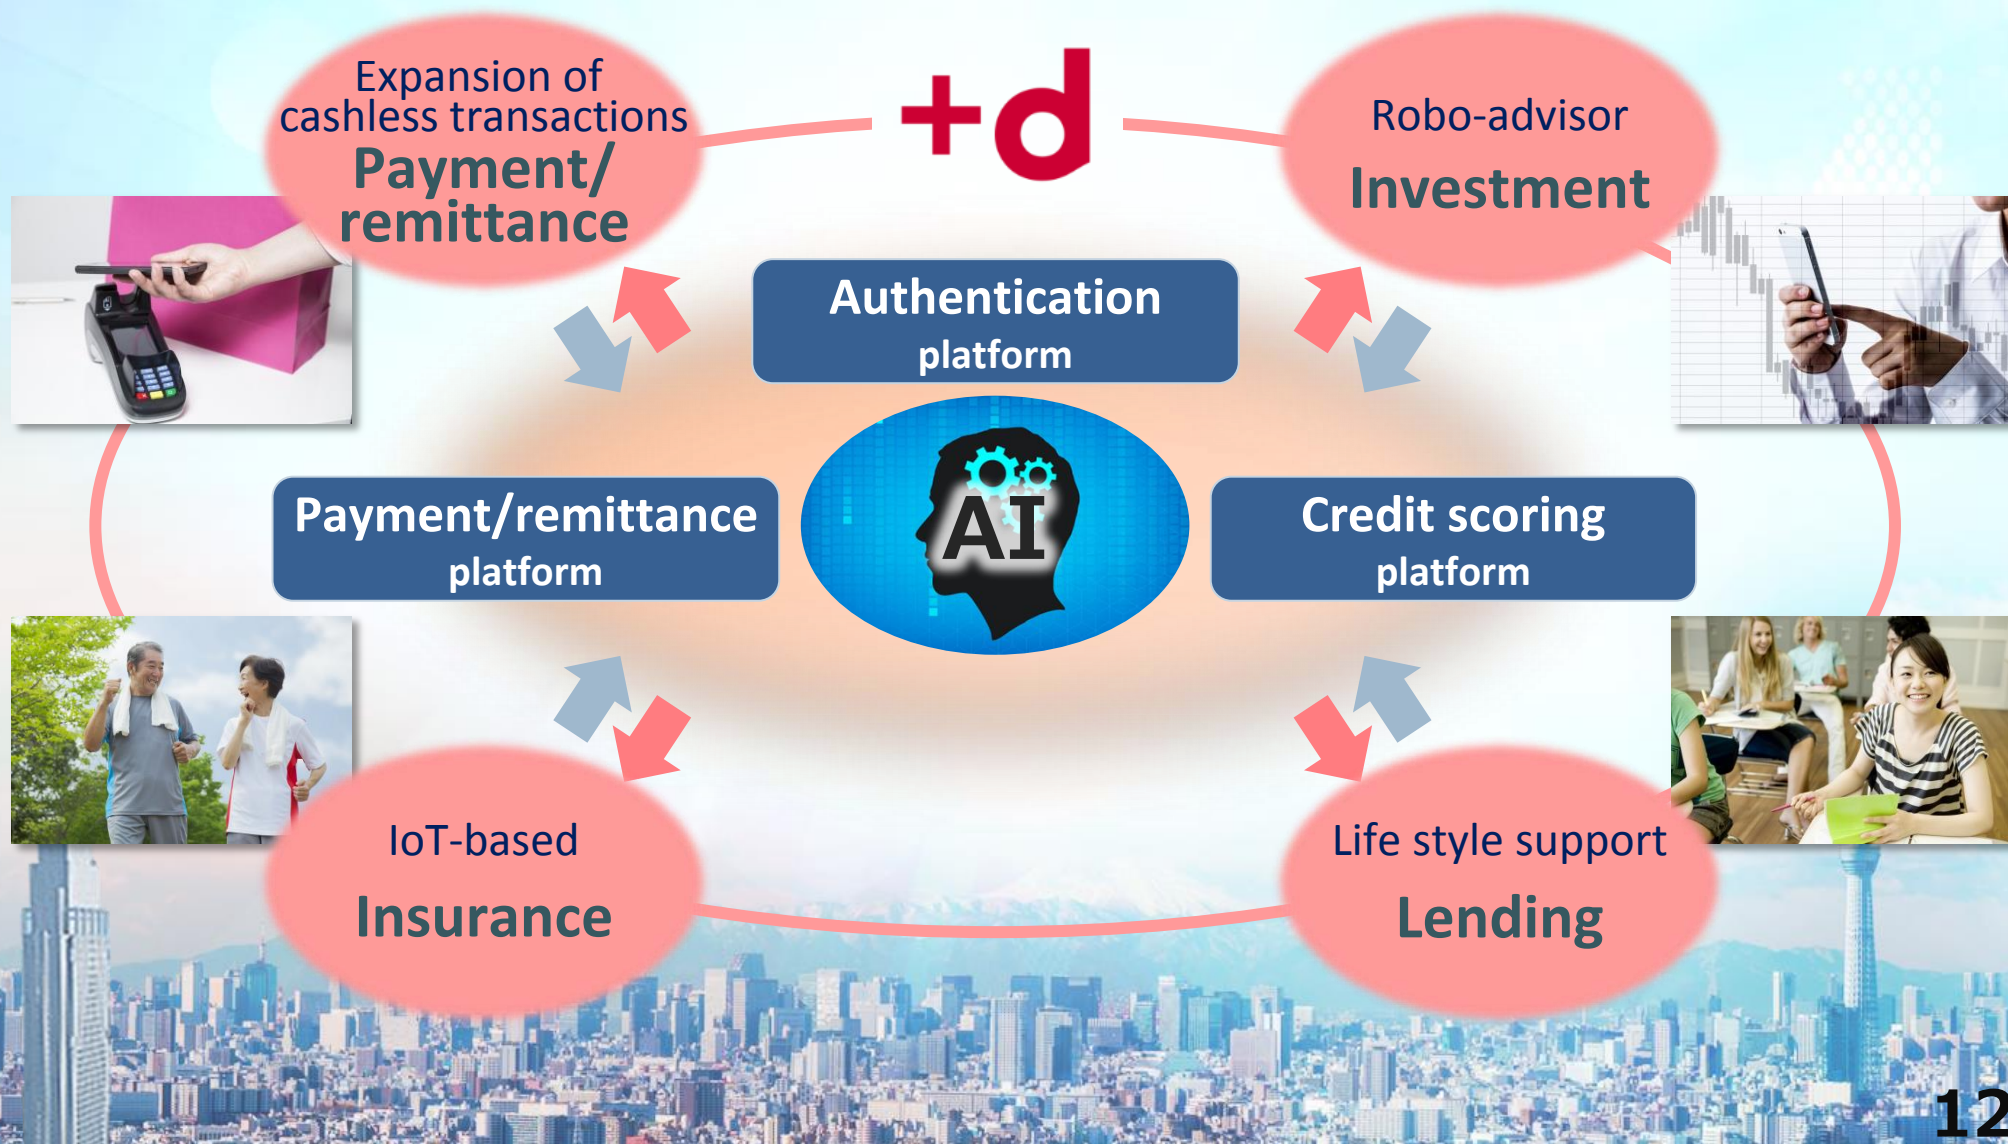 Expansion of
cashless transactions
Payment/
remittance
+d
Robo-advisor
Investment
Authentication
platform
Payment/remittance
platform
AI
Credit scoring
platform
IoT-based
Insurance
Life style support
Lending
12